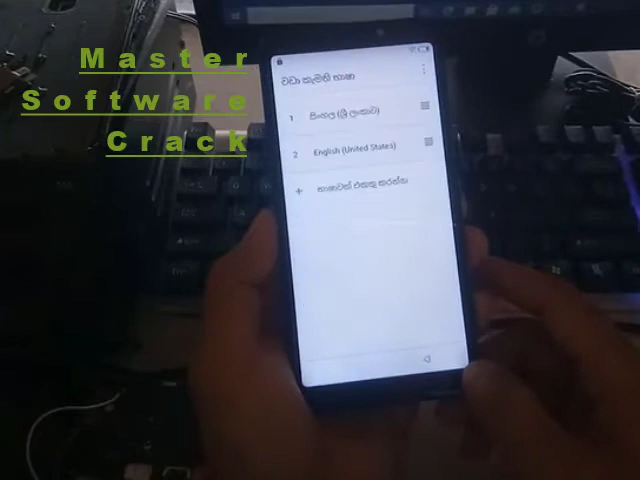 Master
Software
Crack
වඩා කැමති භාෂා
1 සිංහල (ශ්‍රී ලංකාව)
2 English (United States)
+ භාෂාවක් එකතු කරන්න